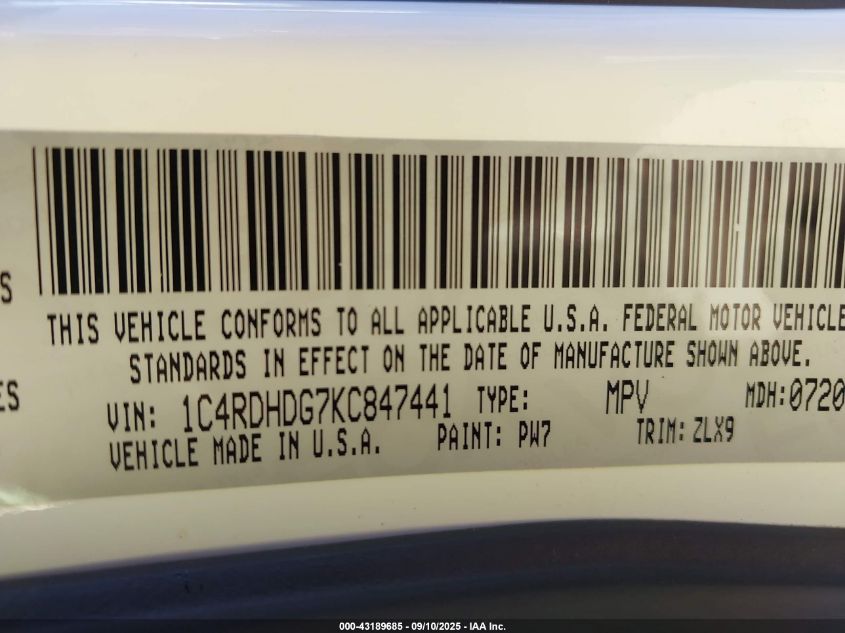 S
THIS VEHICLE CONFORMS TO ALL APPLICABLE U.S.A. FEDERAL MOTOR VEHICLE
STANDARDS IN EFFECT ON THE DATE OF MANUFACTURE SHOWN ABOVE.
ES
VIN: 1C4RDHDG7KC847441 TYPE: MPV MDH:0720
VEHICLE MADE IN U.S.A. PAINT: PW7 TRIM: ZLX9
000-43189685 - 09/10/2025 - IAA Inc.